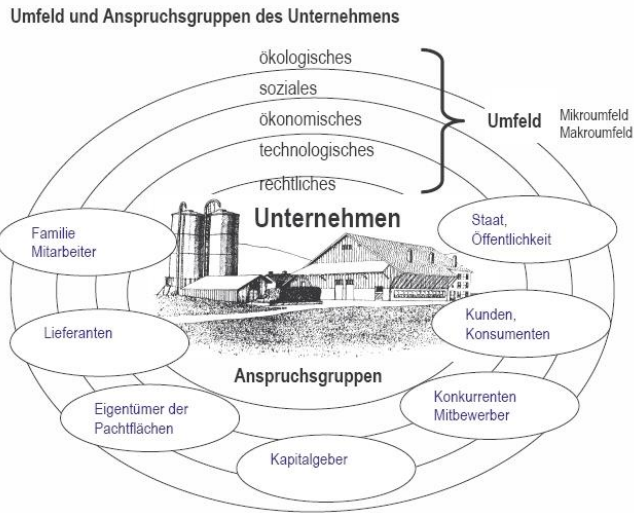 Umfeld und Anspruchsgruppen des Unternehmens
ökologisches
soziales
ökonomisches
technologisches
rechtliches
Umfeld
Mikroumfeld
Makroumfeld
Unternehmen
Familie
Mitarbeiter
Staat,
Öffentlichkeit
Lieferanten
Kunden,
Konsumenten
Anspruchsgruppen
Eigentümer der
Pachtflächen
Konkurrenten
Mitbewerber
Kapitalgeber